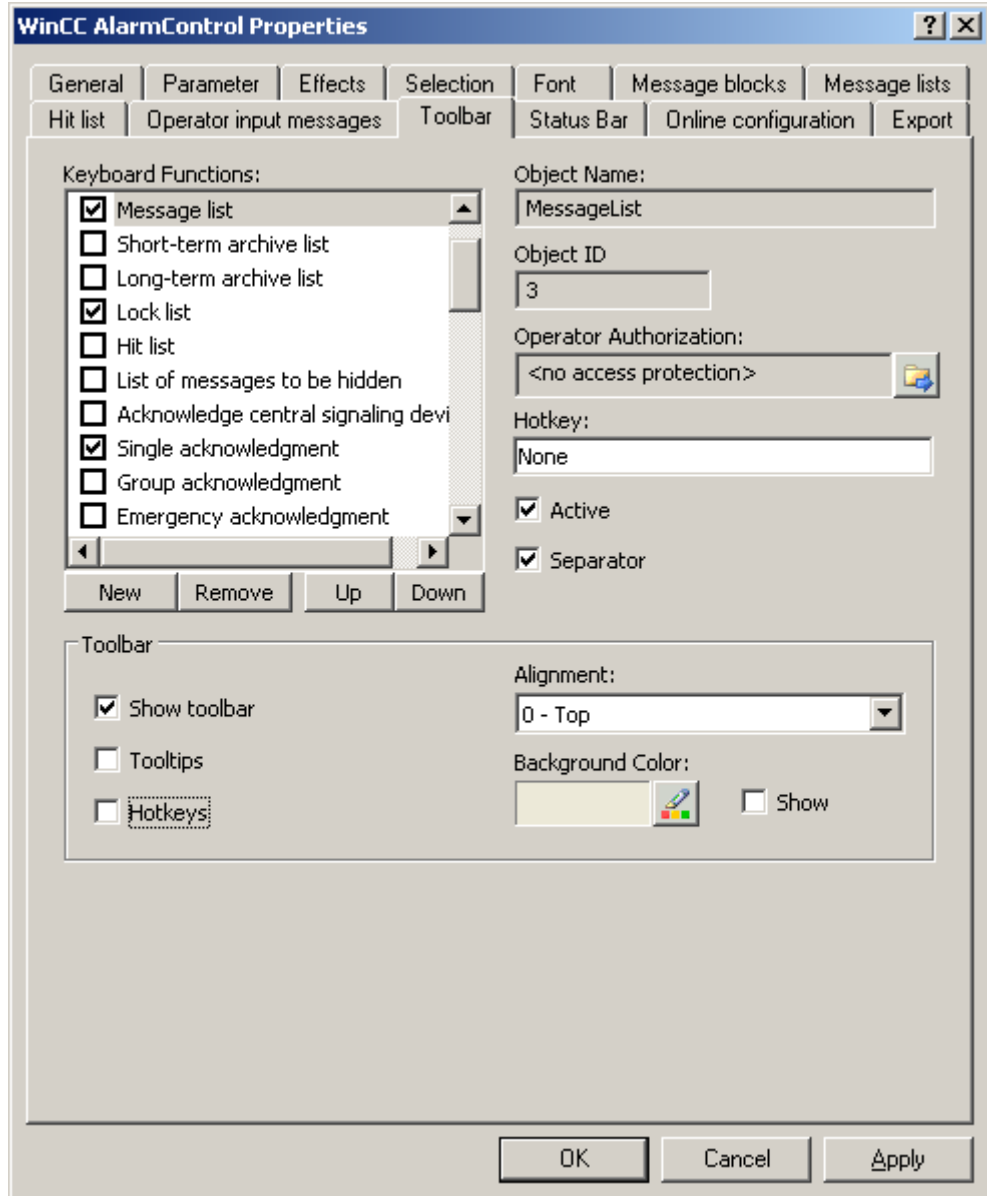 WinCC AlarmControl Properties
General Parameter Effects Selection Font Message blocks Message lists
Hit list Operator input messages Toolbar Status Bar Online configuration Export
Keyboard Functions:
Message list
Short-term archive list
Long-term archive list
Lock list
Hit list
List of messages to be hidden
Acknowledge central signaling devi
Single acknowledgment
Group acknowledgment
Emergency acknowledgment
New Remove Up Down
Object Name:
MessageList
Object ID
3
Operator Authorization:
<no access protection>
Hotkey:
None
Active
Separator
Toolbar
Show toolbar
Tooltips
Hotkeys
Alignment:
0 - Top
Background Color:
Show
OK Cancel Apply